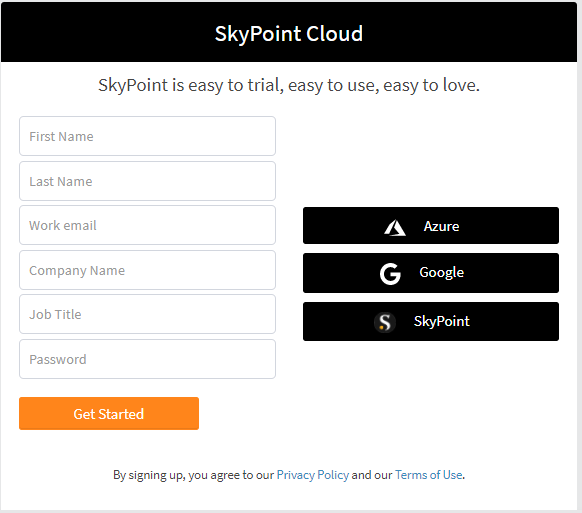 SkyPoint Cloud
SkyPoint is easy to trial, easy to use, easy to love.
First Name
Last Name
Work email
Company Name
Job Title
Password
Get Started
Azure
Google
SkyPoint
By signing up, you agree to our Privacy Policy and our Terms of Use.